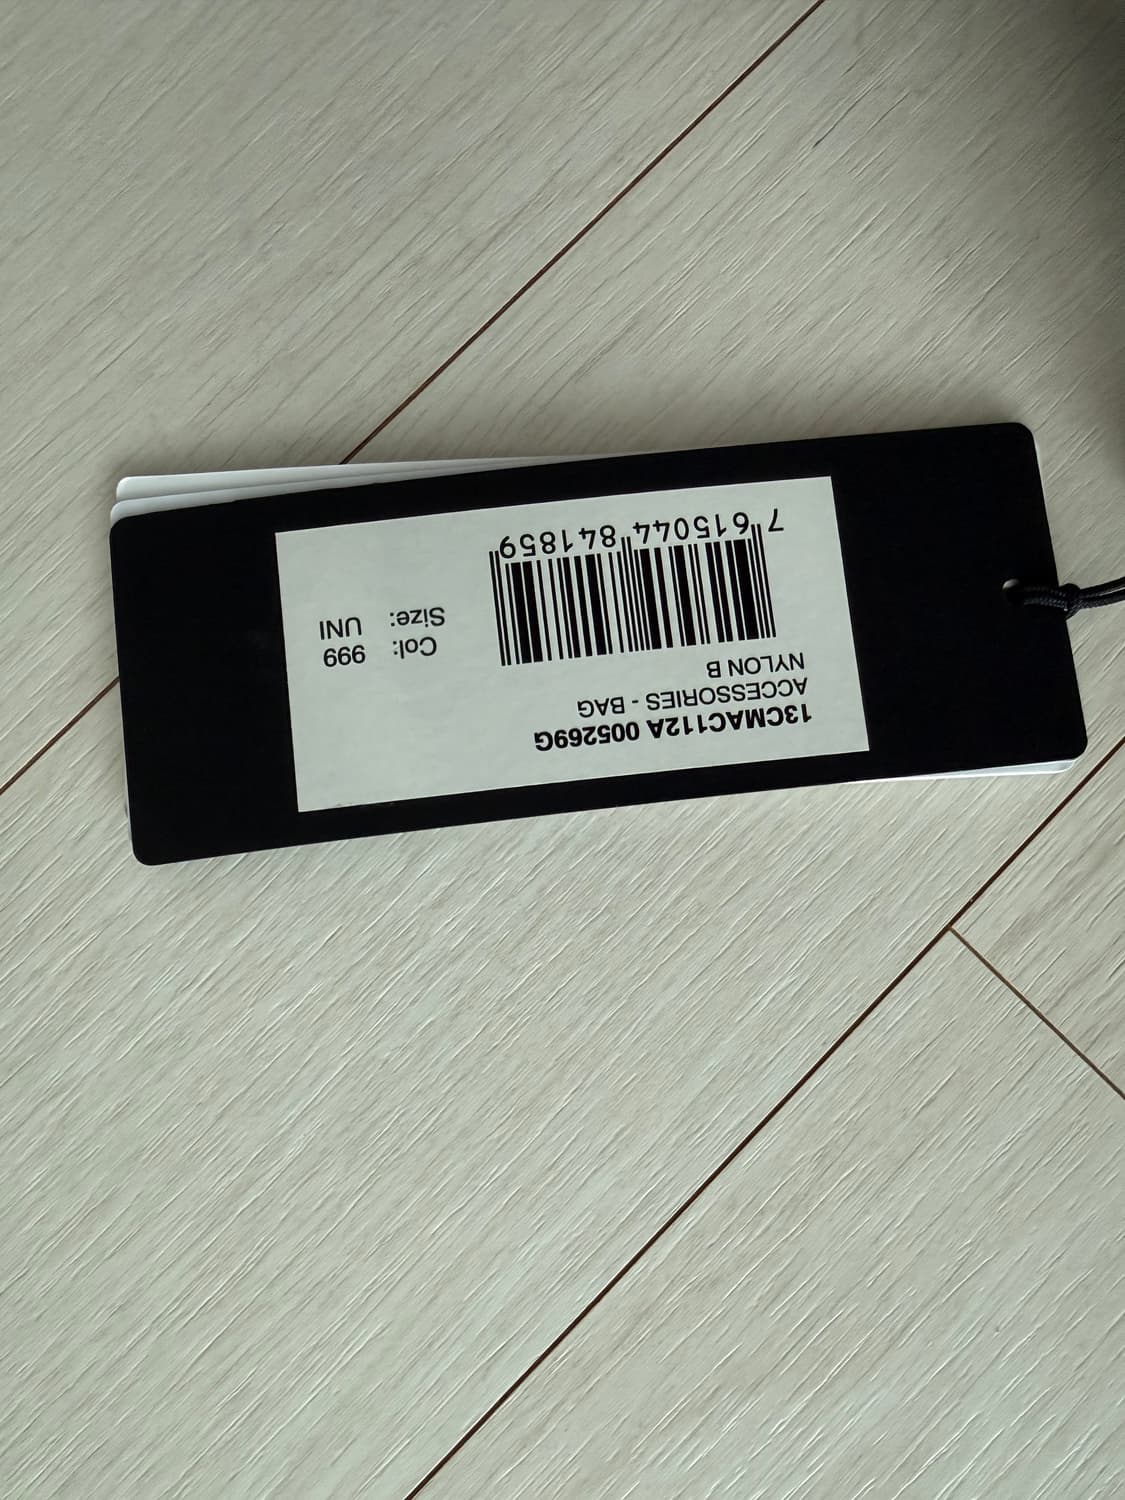 13CMAC112A 005269G
ACCESSORIES - BAG
NYLON B
Col: 999
Size: UNI
7 615044 841859